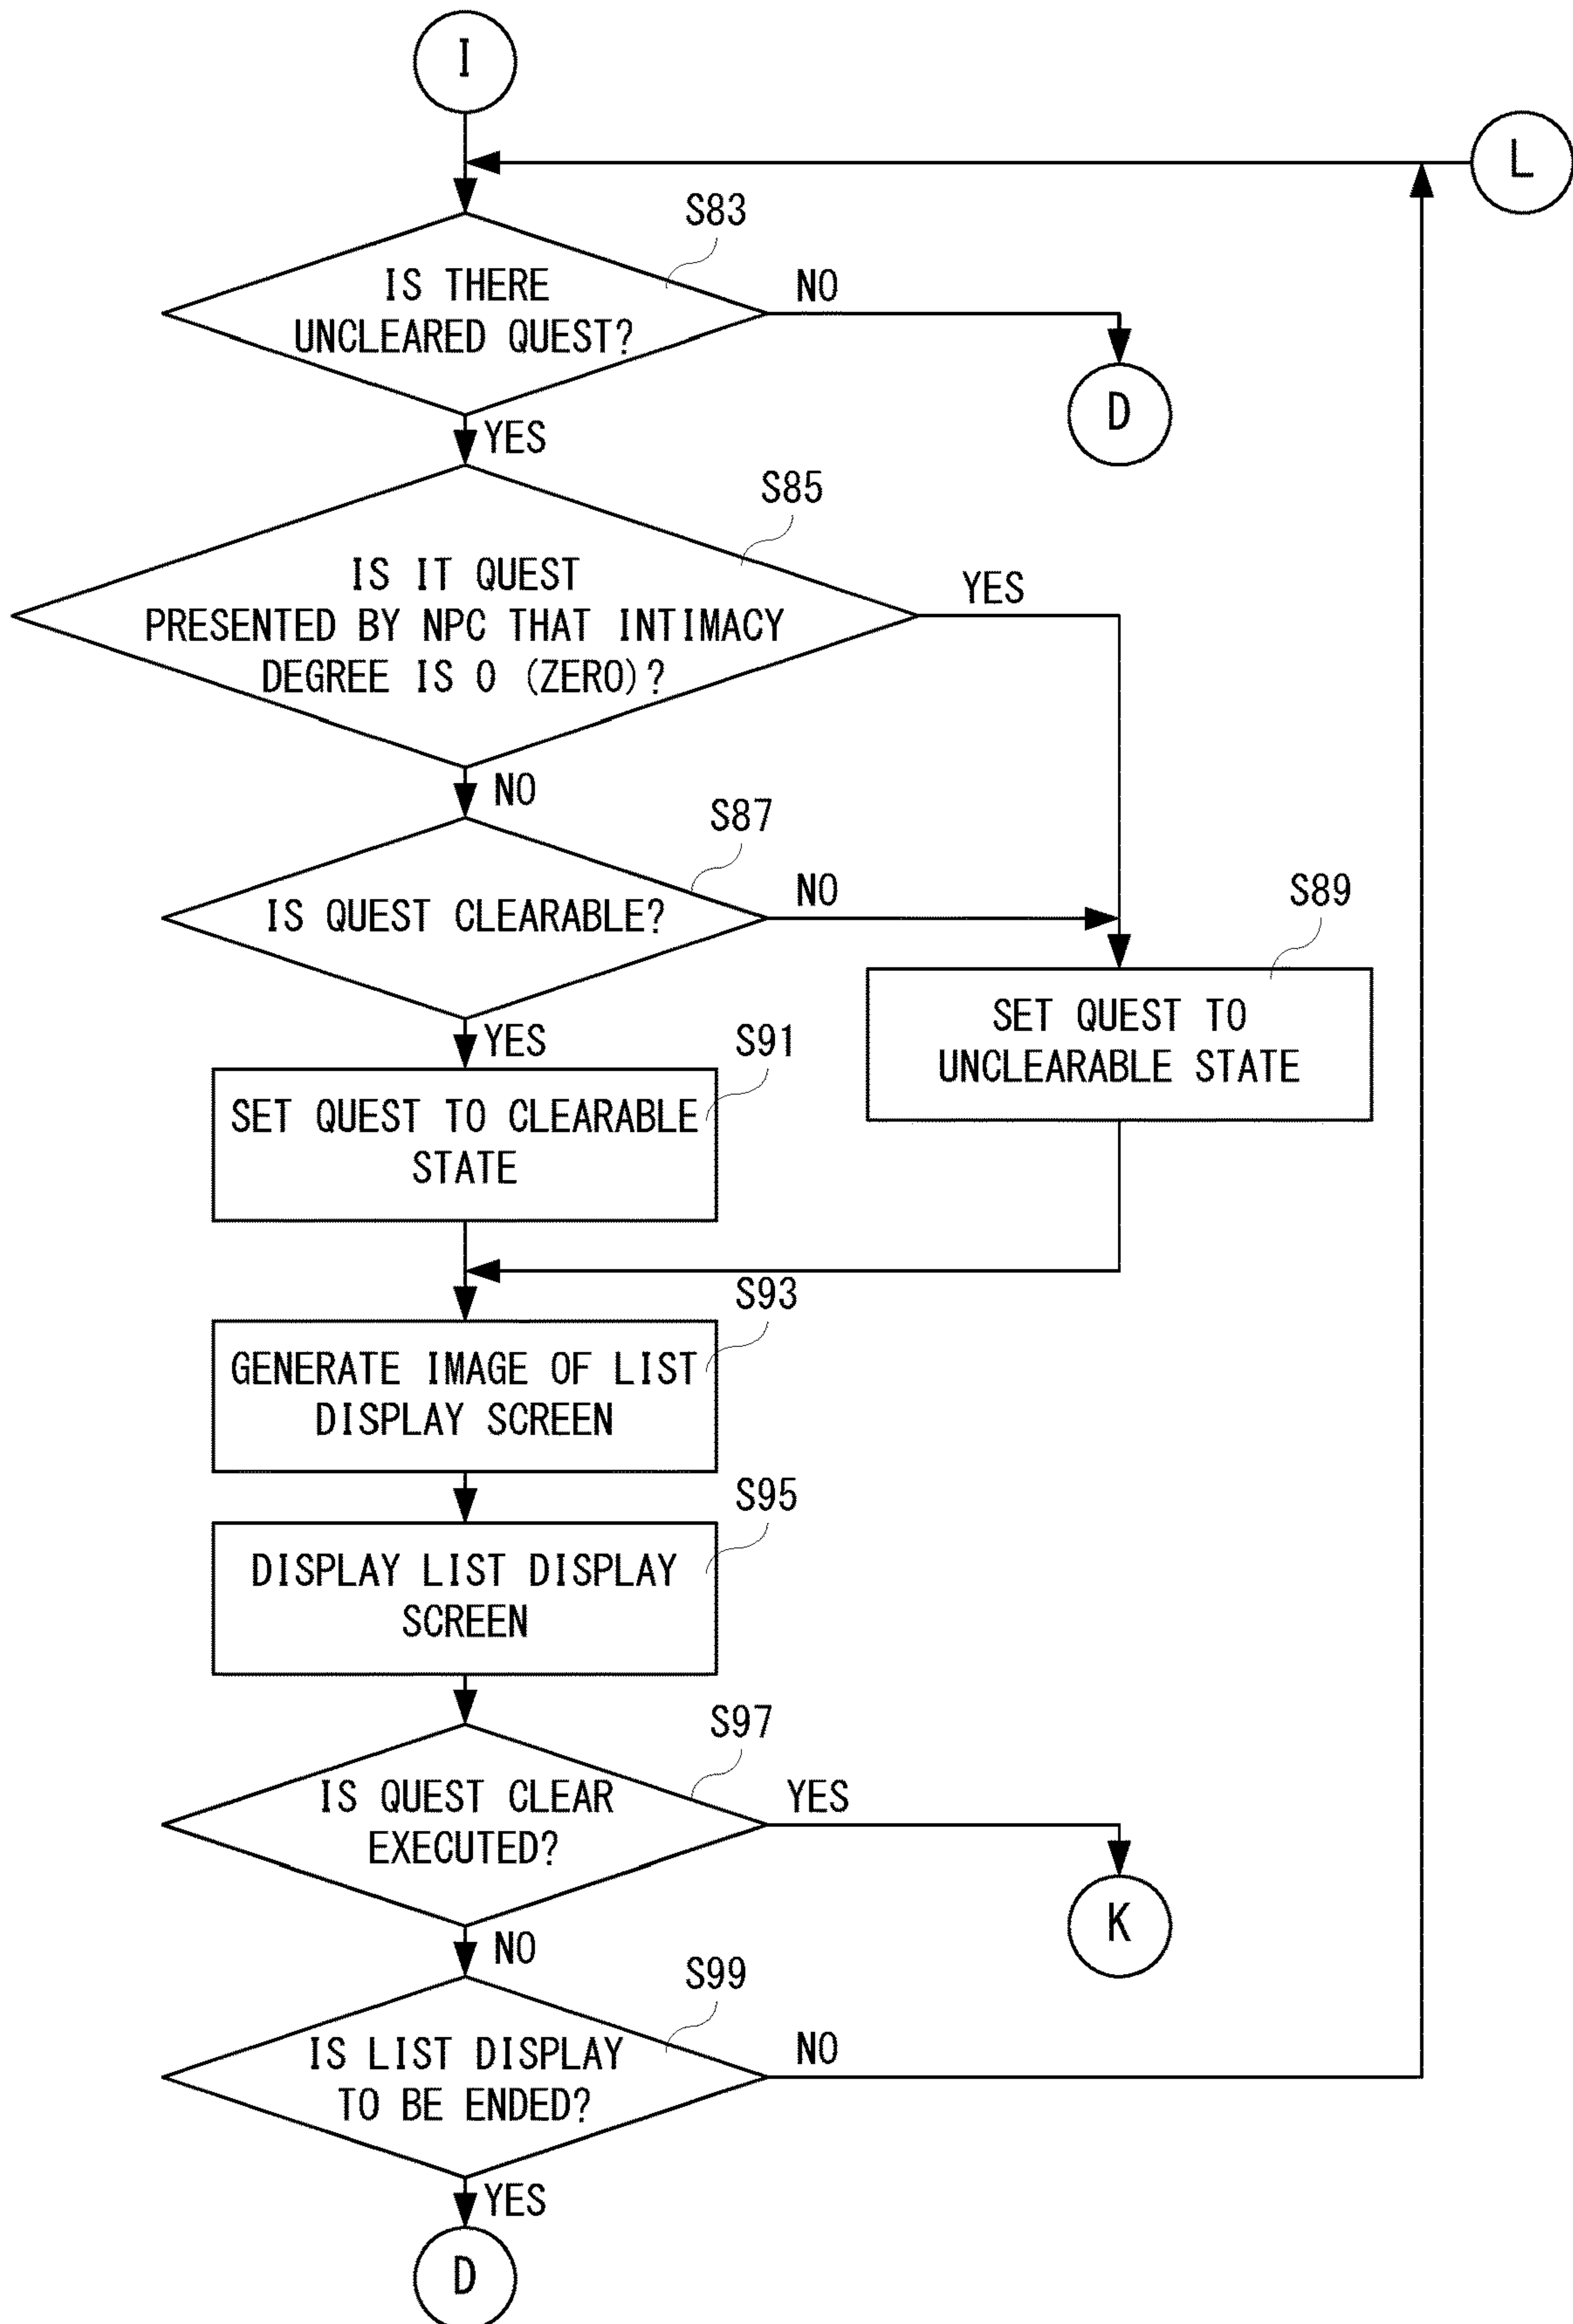 I
L
S83
IS THERE
UNCLEARED QUEST?
NO
D
YES
S85
IS IT QUEST
PRESENTED BY NPC THAT INTIMACY
DEGREE IS 0 (ZERO)?
YES
NO
S87
IS QUEST CLEARABLE?
NO
S89
SET QUEST TO
UNCLEARABLE STATE
YES
S91
SET QUEST TO CLEARABLE
STATE
S93
GENERATE IMAGE OF LIST
DISPLAY SCREEN
S95
DISPLAY LIST DISPLAY
SCREEN
S97
IS QUEST CLEAR
EXECUTED?
YES
K
NO
S99
IS LIST DISPLAY
TO BE ENDED?
NO
YES
D